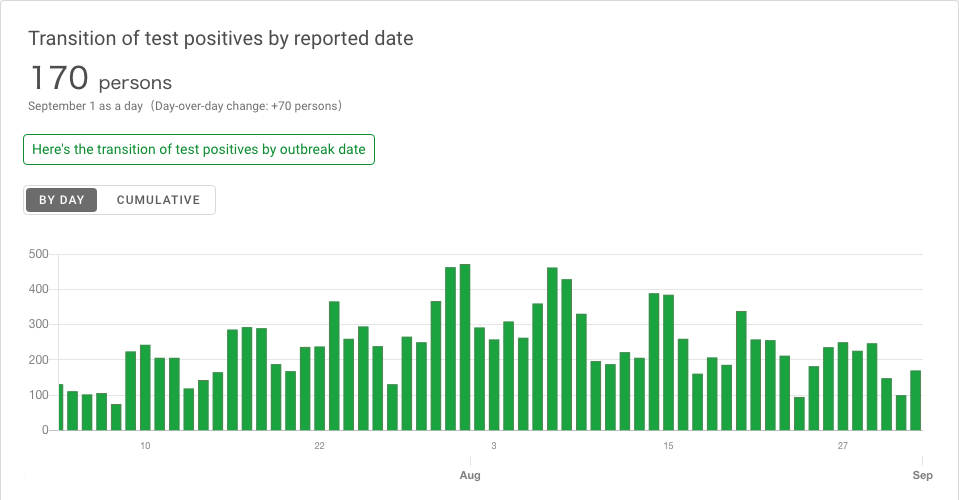 Transition of test positives by reported date
170 persons
September 1 as a day（Day-over-day change: +70 persons）
Here's the transition of test positives by outbreak date
BY DAY CUMULATIVE
500
400
300
200
100
0
10 22 3 15 27
Aug Sep